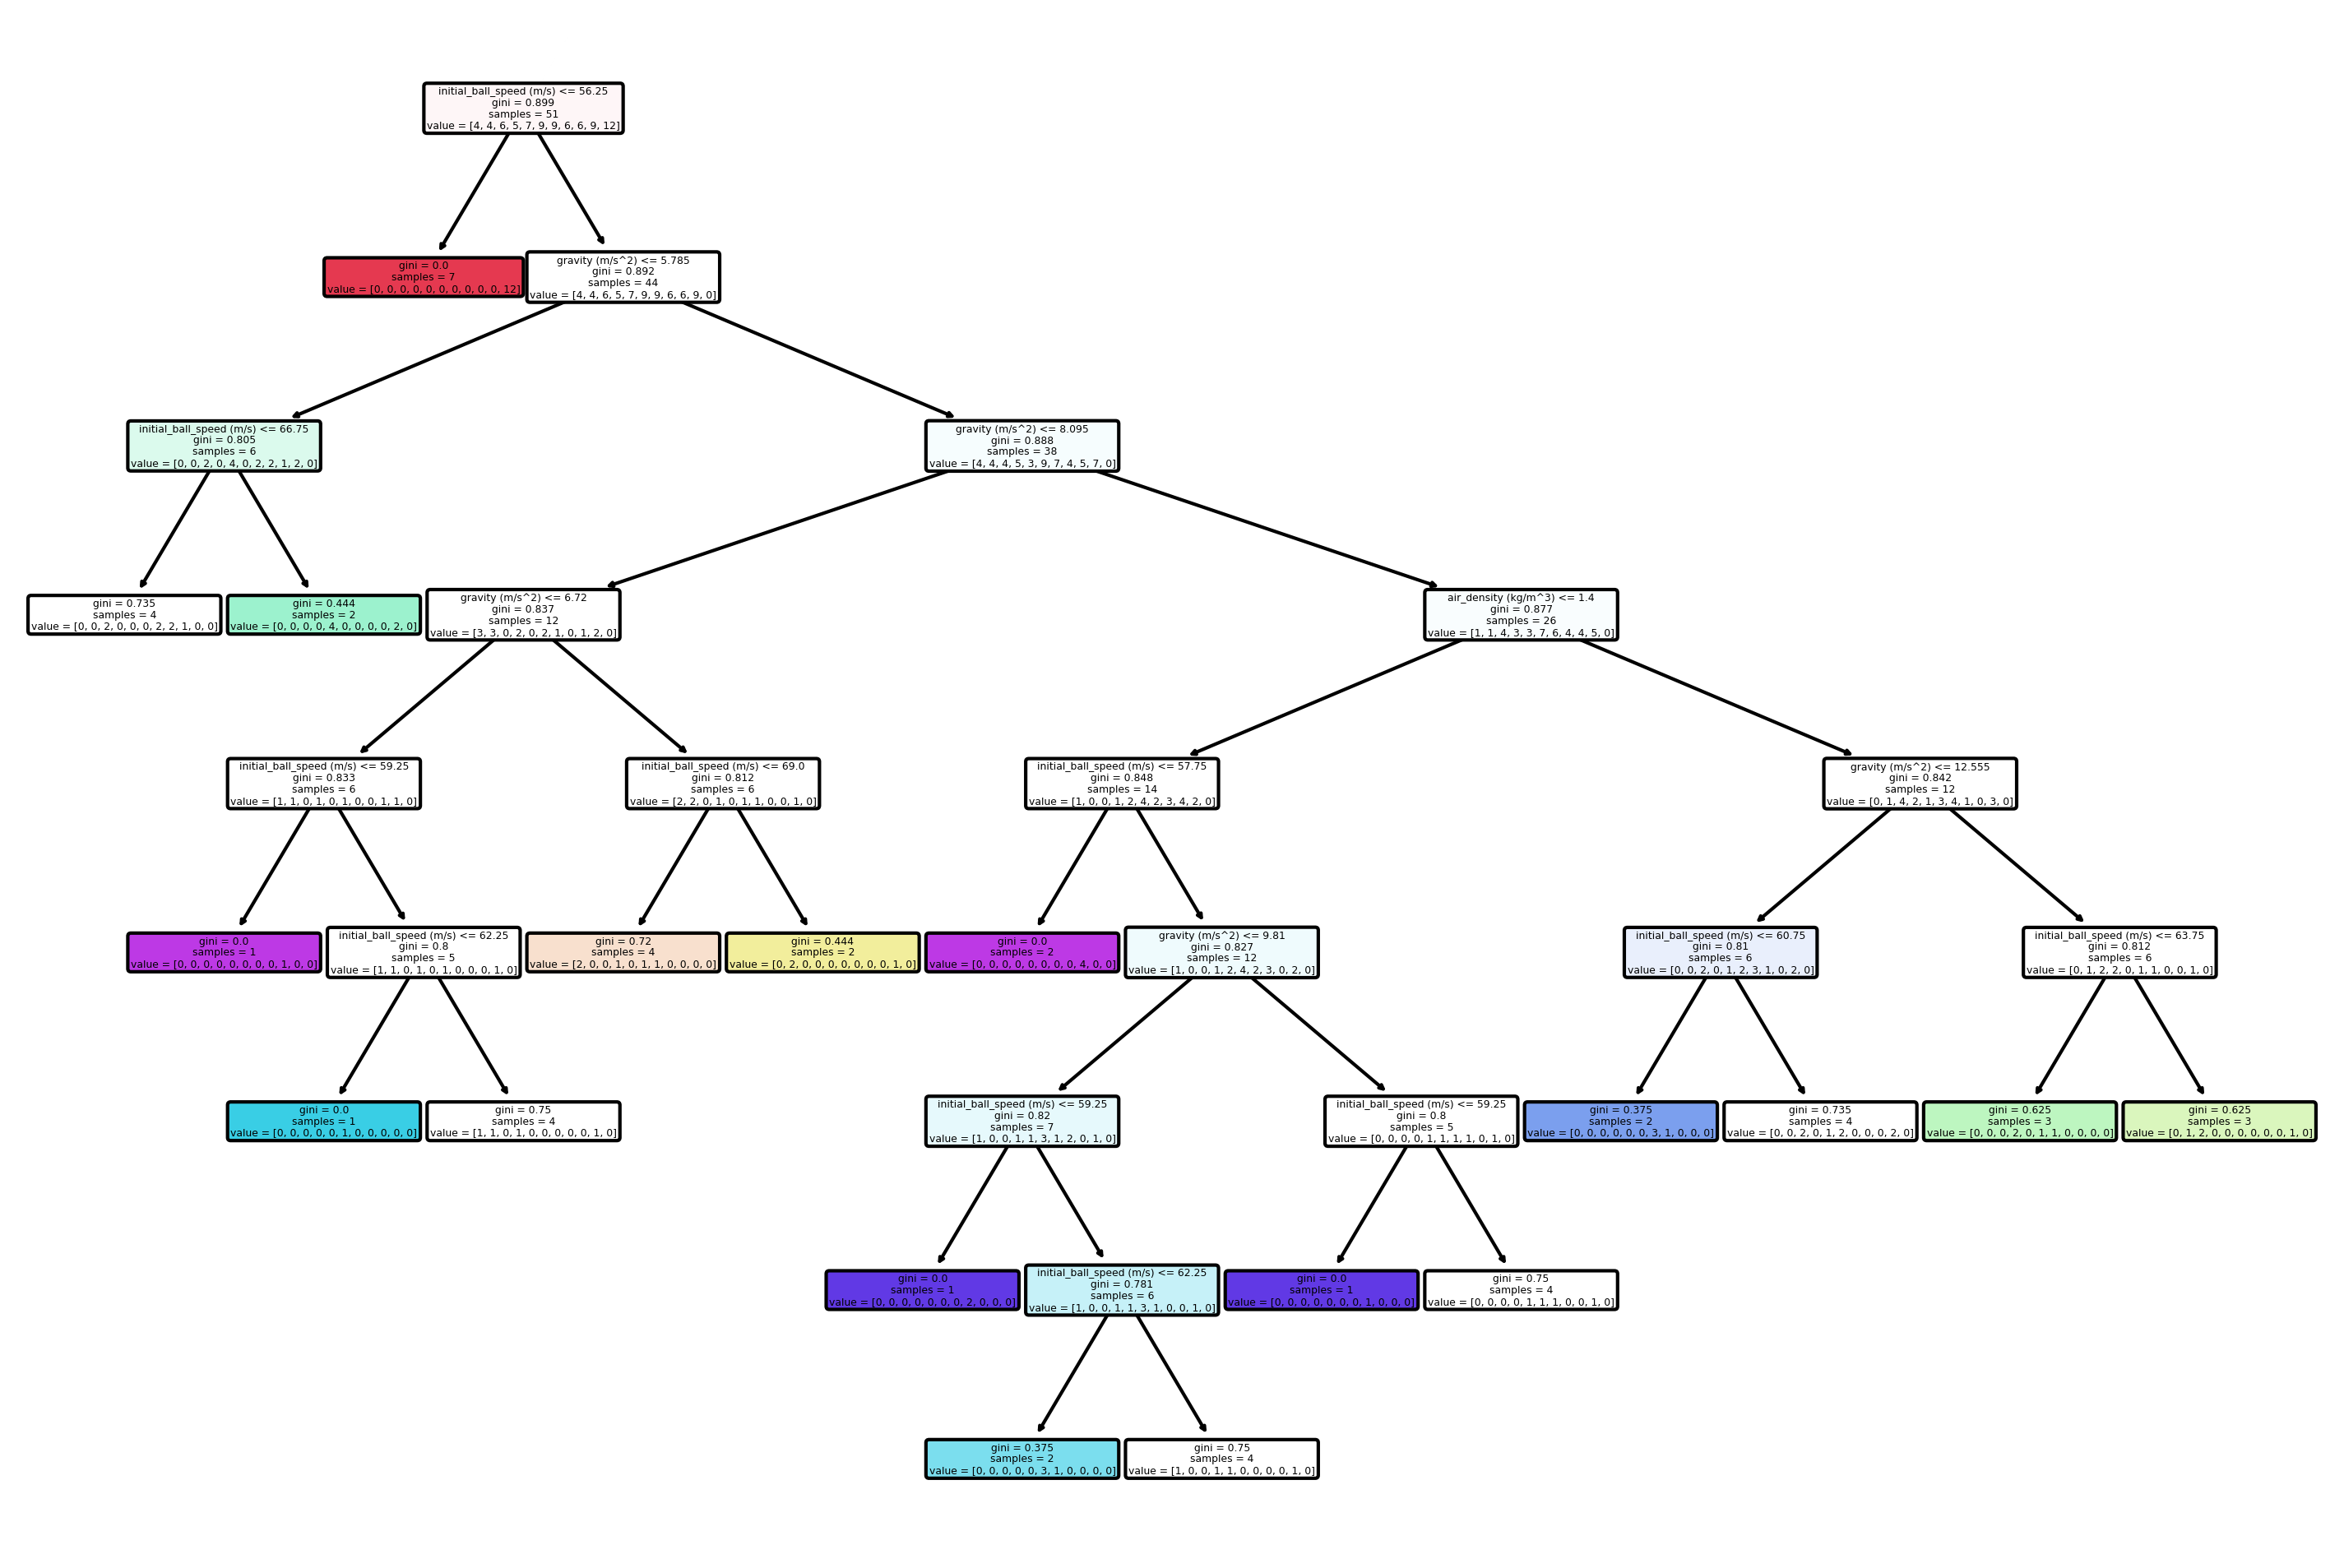 initial_ball_speed (m/s) <= 56.25
gini = 0.899
samples = 51
value = [4, 4, 6, 5, 7, 9, 9, 6, 6, 9, 12]
gini = 0.0
samples = 7
value = [0, 0, 0, 0, 0, 0, 0, 0, 0, 0, 12]
gravity (m/s^2) <= 5.785
gini = 0.892
samples = 44
value = [4, 4, 6, 5, 7, 9, 9, 6, 6, 9, 0]
initial_ball_speed (m/s) <= 66.75
gini = 0.805
samples = 6
value = [0, 0, 2, 0, 4, 0, 2, 2, 1, 2, 0]
gravity (m/s^2) <= 8.095
gini = 0.888
samples = 38
value = [4, 4, 4, 5, 3, 9, 7, 4, 5, 7, 0]
gini = 0.735
samples = 4
value = [0, 0, 2, 0, 0, 0, 2, 2, 1, 0, 0]
gini = 0.444
samples = 2
value = [0, 0, 0, 0, 4, 0, 0, 0, 0, 2, 0]
gravity (m/s^2) <= 6.72
gini = 0.837
samples = 12
value = [3, 3, 0, 2, 0, 2, 1, 0, 1, 2, 0]
air_density (kg/m^3) <= 1.4
gini = 0.877
samples = 26
value = [1, 1, 4, 3, 3, 7, 6, 4, 4, 5, 0]
initial_ball_speed (m/s) <= 59.25
gini = 0.833
samples = 6
value = [1, 1, 0, 1, 0, 1, 0, 0, 1, 1, 0]
initial_ball_speed (m/s) <= 69.0
gini = 0.812
samples = 6
value = [2, 2, 0, 1, 0, 1, 1, 0, 0, 1, 0]
initial_ball_speed (m/s) <= 57.75
gini = 0.848
samples = 14
value = [1, 0, 0, 1, 2, 4, 2, 3, 4, 2, 0]
gravity (m/s^2) <= 12.555
gini = 0.842
samples = 12
value = [0, 1, 4, 2, 1, 3, 4, 1, 0, 3, 0]
gini = 0.0
samples = 1
value = [0, 0, 0, 0, 0, 0, 0, 0, 1, 0, 0]
initial_ball_speed (m/s) <= 62.25
gini = 0.8
samples = 5
value = [1, 1, 0, 1, 0, 1, 0, 0, 0, 1, 0]
gini = 0.72
samples = 4
value = [2, 0, 0, 1, 0, 1, 1, 0, 0, 0, 0]
gini = 0.444
samples = 2
value = [0, 2, 0, 0, 0, 0, 0, 0, 0, 1, 0]
gini = 0.0
samples = 2
value = [0, 0, 0, 0, 0, 0, 0, 0, 4, 0, 0]
gravity (m/s^2) <= 9.81
gini = 0.827
samples = 12
value = [1, 0, 0, 1, 2, 4, 2, 3, 0, 2, 0]
initial_ball_speed (m/s) <= 60.75
gini = 0.81
samples = 6
value = [0, 0, 2, 0, 1, 2, 3, 1, 0, 2, 0]
initial_ball_speed (m/s) <= 63.75
gini = 0.812
samples = 6
value = [0, 1, 2, 2, 0, 1, 1, 0, 0, 1, 0]
gini = 0.0
samples = 1
value = [0, 0, 0, 0, 0, 1, 0, 0, 0, 0, 0]
gini = 0.75
samples = 4
value = [1, 1, 0, 1, 0, 0, 0, 0, 0, 1, 0]
initial_ball_speed (m/s) <= 59.25
gini = 0.82
samples = 7
value = [1, 0, 0, 1, 1, 3, 1, 2, 0, 1, 0]
initial_ball_speed (m/s) <= 59.25
gini = 0.8
samples = 5
value = [0, 0, 0, 0, 1, 1, 1, 1, 0, 1, 0]
gini = 0.375
samples = 2
value = [0, 0, 0, 0, 0, 0, 3, 1, 0, 0, 0]
gini = 0.735
samples = 4
value = [0, 0, 2, 0, 1, 2, 0, 0, 0, 2, 0]
gini = 0.625
samples = 3
value = [0, 0, 0, 2, 0, 1, 1, 0, 0, 0, 0]
gini = 0.625
samples = 3
value = [0, 1, 2, 0, 0, 0, 0, 0, 0, 1, 0]
gini = 0.0
samples = 1
value = [0, 0, 0, 0, 0, 0, 0, 2, 0, 0, 0]
initial_ball_speed (m/s) <= 62.25
gini = 0.781
samples = 6
value = [1, 0, 0, 1, 1, 3, 1, 0, 0, 1, 0]
gini = 0.0
samples = 1
value = [0, 0, 0, 0, 0, 0, 0, 1, 0, 0, 0]
gini = 0.75
samples = 4
value = [0, 0, 0, 0, 1, 1, 1, 0, 0, 1, 0]
gini = 0.375
samples = 2
value = [0, 0, 0, 0, 0, 3, 1, 0, 0, 0, 0]
gini = 0.75
samples = 4
value = [1, 0, 0, 1, 1, 0, 0, 0, 0, 1, 0]